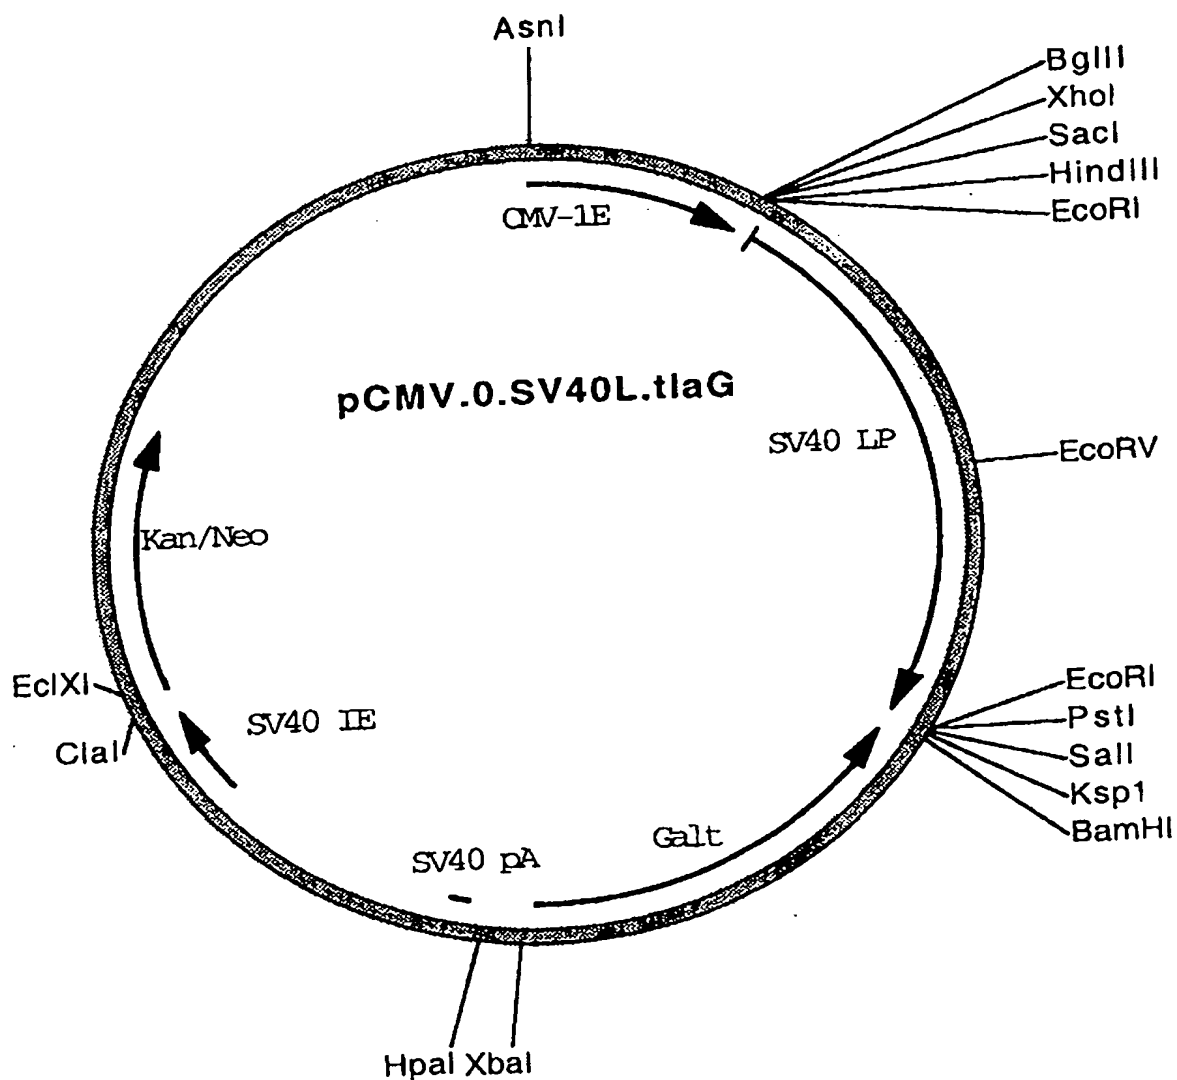 AsnI
BglII
XhoI
SacI
HindIII
EcoRI
CMV-1E
pCMV.0.SV40L.tlaG
SV40 LP
EcoRV
Kan/Neo
EclXI
SV40 IE
ClaI
EcoRI
PstI
SalI
Ksp1
BamHI
Galt
SV40 pA
HpaI XbaI